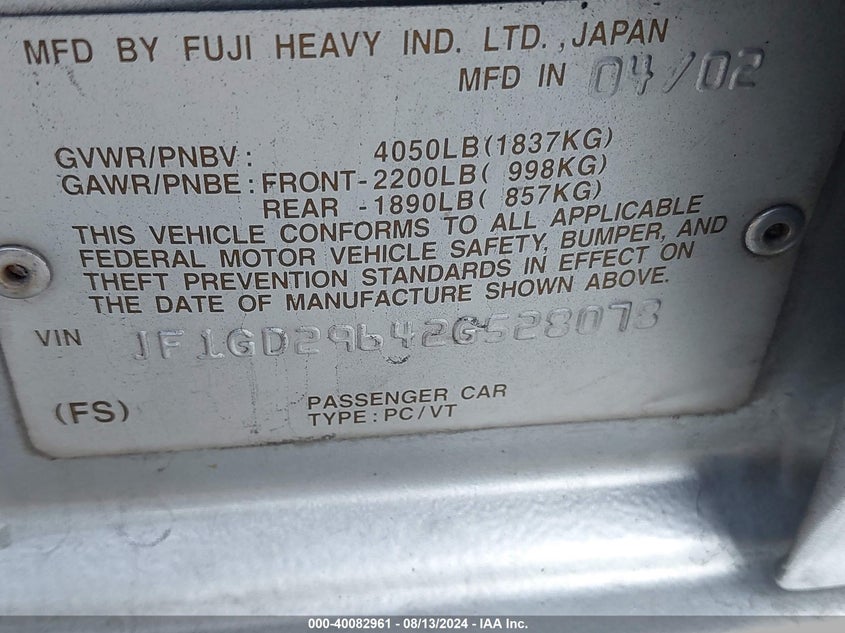 MFD BY FUJI HEAVY IND. LTD., JAPAN
MFD IN 04/02
GVWR/PNBV: 4050LB(1837KG)
GAWR/PNBE: FRONT-2200LB( 998KG)
REAR -1890LB( 857KG)
THIS VEHICLE CONFORMS TO ALL APPLICABLE
FEDERAL MOTOR VEHICLE SAFETY, BUMPER, AND
THEFT PREVENTION STANDARDS IN EFFECT ON
THE DATE OF MANUFACTURE SHOWN ABOVE.
VIN JF1GD29642G528073
(FS) PASSENGER CAR
TYPE: PC/VT
000-40082961 - 08/13/2024 - IAA Inc.